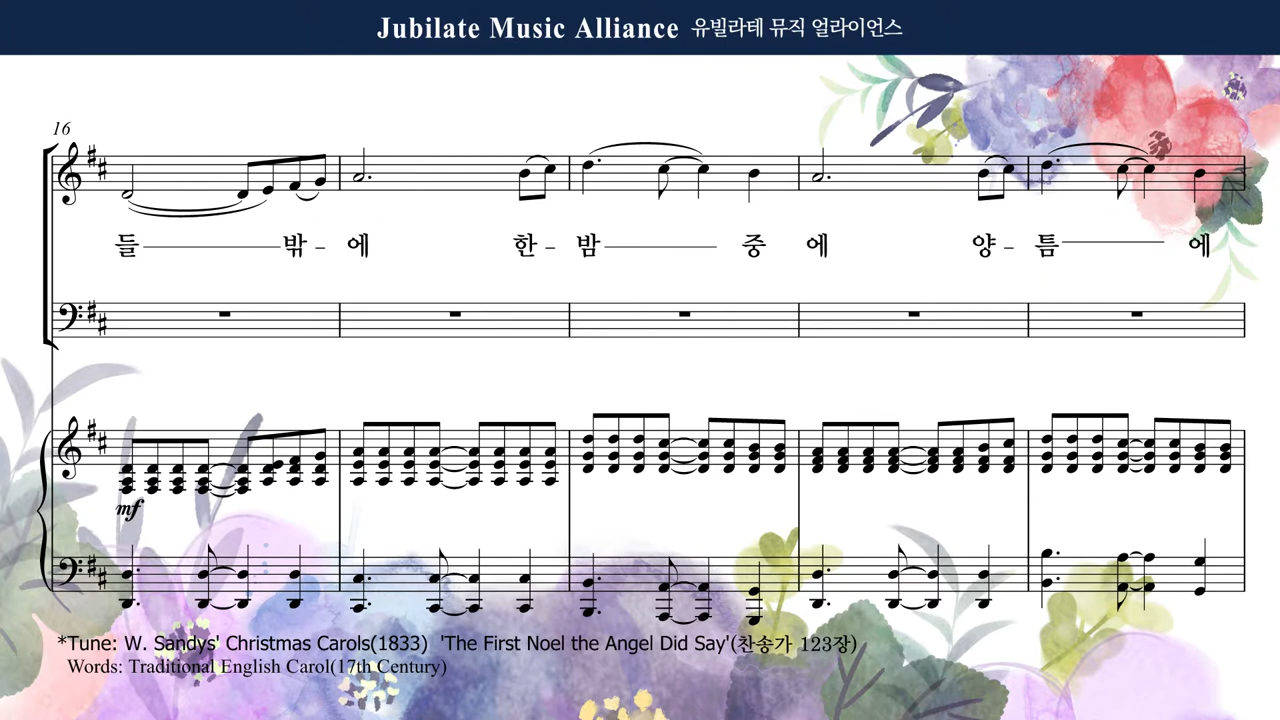 Jubilate Music Alliance 유빌라테 뮤직 얼라이언스
16
들 밖 - 에 한 - 밤 중 에 양 - 틈 에
mf
*Tune: W. Sandys' Christmas Carols(1833) 'The First Noel the Angel Did Say'(찬송가 123장)
Words: Traditional English Carol(17th Century)